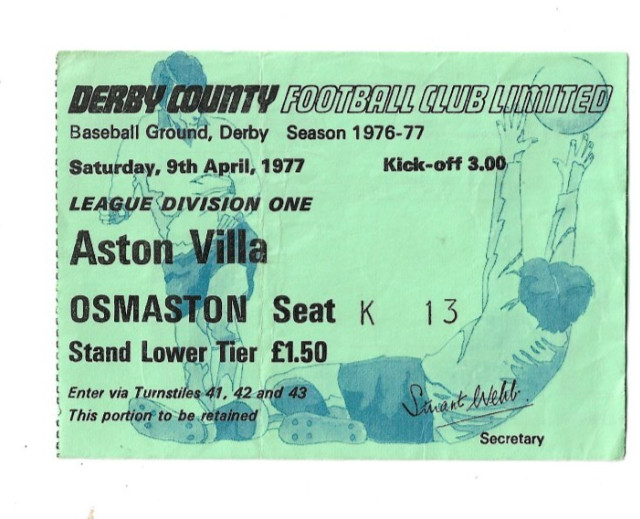 DERBY COUNTY FOOTBALL CLUB LIMITED
Baseball Ground, Derby Season 1976-77
Saturday, 9th April, 1977 Kick-off 3.00
LEAGUE DIVISION ONE
Aston Villa
OSMASTON Seat K 13
Stand Lower Tier £1.50
Enter via Turnstiles 41, 42 and 43
This portion to be retained
Stuart Webb
Secretary